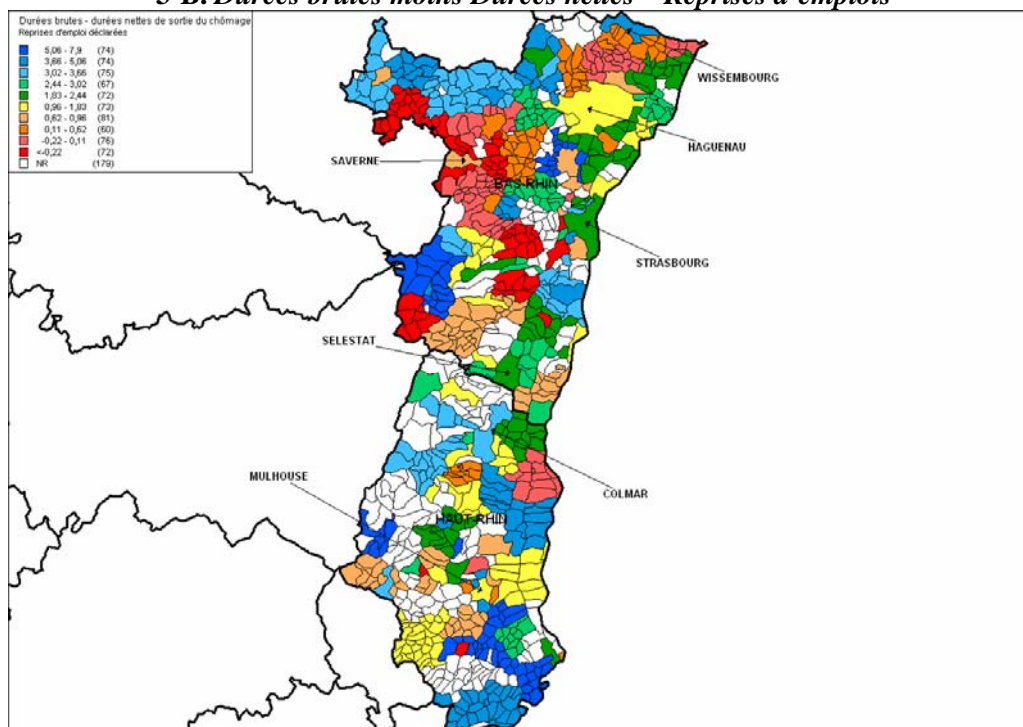 3-B. Durées brutes moins Durées nettes – Reprises d'emplois
Durées brutes - durées nettes de sortie du chômage
Reprises d'emploi déclarées
5,06 - 7,9 (74)
3,66 - 5,06 (74)
3,02 - 3,66 (75)
2,44 - 3,02 (67)
1,83 - 2,44 (72)
0,96 - 1,83 (73)
0,62 - 0,96 (81)
0,11 - 0,62 (60)
-0,22 - 0,11 (76)
<-0,22 (72)
NR (179)
WISSEMBOURG
HAGUENAU
SAVERNE
BAS-RHIN
STRASBOURG
SELESTAT
MULHOUSE
COLMAR
HAUT-RHIN